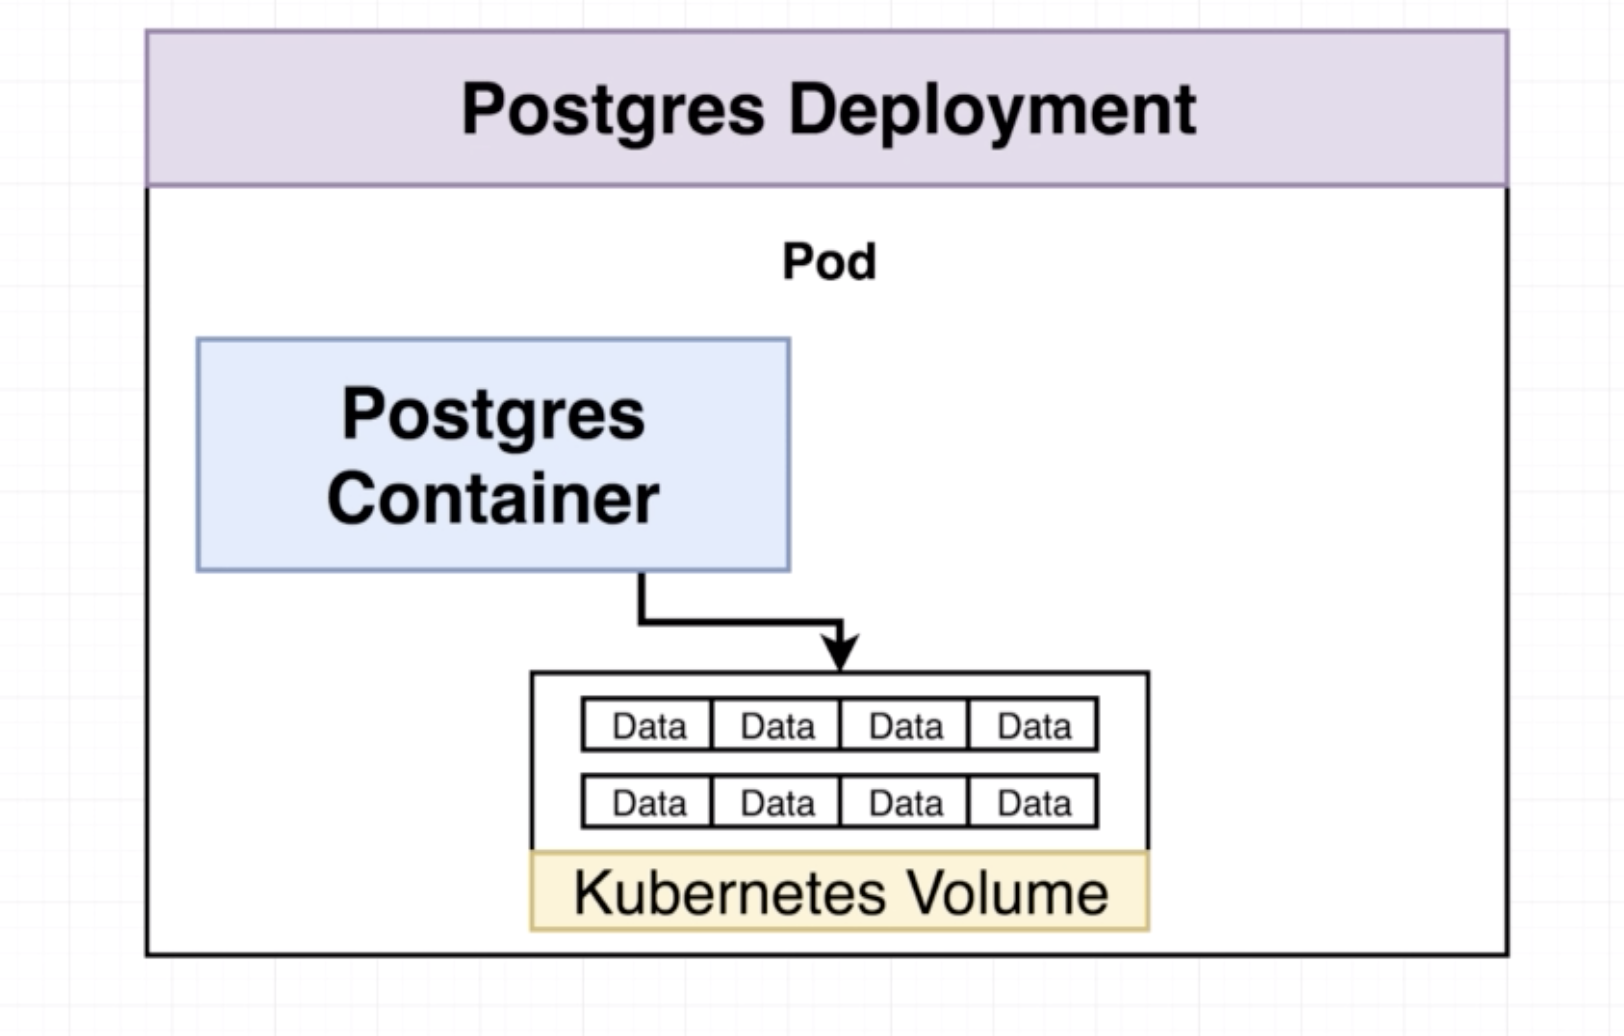 Postgres Deployment
Pod
Postgres
Container
Data Data Data Data
Data Data Data Data
Kubernetes Volume